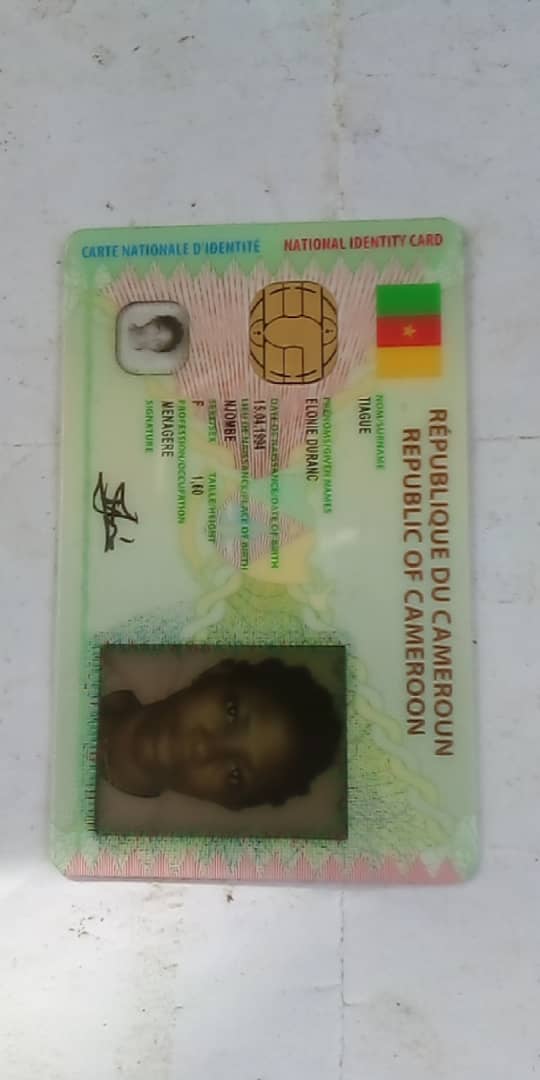 RÉPUBLIQUE DU CAMEROUN
REPUBLIC OF CAMEROON
NATIONAL IDENTITY CARD
CARTE NATIONALE D'IDENTITÉ
NOM/SURNAME
TIAGUE
PRENOMS/GIVEN NAMES
ELONIE DURANC
DATE DE NAISSANCE/DATE OF BIRTH
15.04.1994
LIEU DE NAISSANCE/PLACE OF BIRTH
NJOMBE
SEXE/SEX TAILLE/HEIGHT
F 1,60
PROFESSION/OCCUPATION
MENAGERE
SIGNATURE